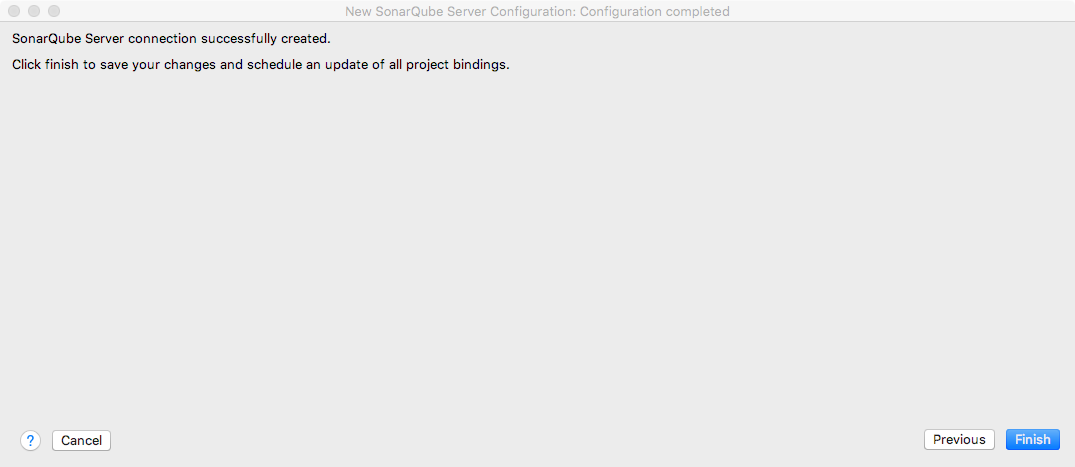 New SonarQube Server Configuration: Configuration completed
SonarQube Server connection successfully created.
Click finish to save your changes and schedule an update of all project bindings.
? Cancel Previous Finish